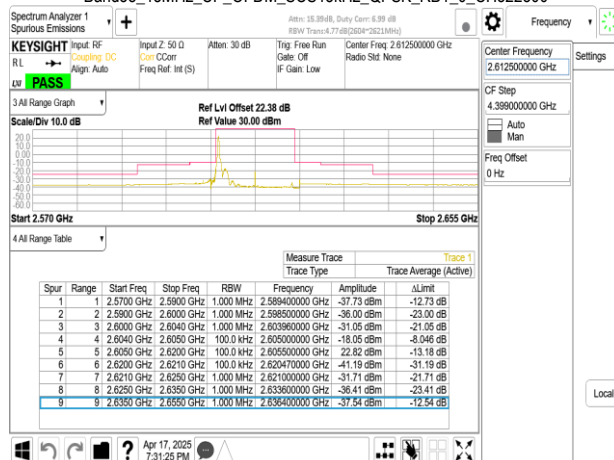 Spectrum Analyzer 1
Spurious Emissions
+
Attn: 15.39dB, Duty Corr: 6.99 dB
RBW Trans:4.77dB(2604~2621MHz)
Frequency
KEYSIGHT Input: RF Input Z: 50 Ω Atten: 30 dB Trig: Free Run Center Freq: 2.612500000 GHz
RL Coupling: DC Corr CCorr Gate: Off Radio Std: None
Align: Auto Freq Ref: Int (S) IF Gain: Low
LXI PASS
Center Frequency
2.612500000 GHz
Settings
CF Step
4.399000000 GHz
Auto
Man
Freq Offset
0 Hz
3 All Range Graph
Ref Lvl Offset 22.38 dB
Scale/Div 10.0 dB Ref Value 30.00 dBm
20.0
10.0
0.00
-10.0
-20.0
-30.0
-40.0
-50.0
-60.0
Start 2.570 GHz Stop 2.655 GHz
4 All Range Table
Measure Trace Trace 1
Trace Type Trace Average (Active)
Spur Range Start Freq Stop Freq RBW Frequency Amplitude ΔLimit
1 1 2.5700 GHz 2.5900 GHz 1.000 MHz 2.589400000 GHz -37.73 dBm -12.73 dB
2 2 2.5900 GHz 2.6000 GHz 1.000 MHz 2.598500000 GHz -36.00 dBm -23.00 dB
3 3 2.6000 GHz 2.6040 GHz 1.000 MHz 2.603960000 GHz -31.05 dBm -21.05 dB
4 4 2.6040 GHz 2.6050 GHz 100.0 kHz 2.605000000 GHz -18.05 dBm -8.046 dB
5 5 2.6050 GHz 2.6200 GHz 100.0 kHz 2.605500000 GHz 22.82 dBm -13.18 dB
6 6 2.6200 GHz 2.6210 GHz 100.0 kHz 2.620470000 GHz -41.19 dBm -31.19 dB
7 7 2.6210 GHz 2.6250 GHz 1.000 MHz 2.621000000 GHz -31.71 dBm -21.71 dB
8 8 2.6250 GHz 2.6350 GHz 1.000 MHz 2.633600000 GHz -36.41 dBm -23.41 dB
9 9 2.6350 GHz 2.6550 GHz 1.000 MHz 2.636400000 GHz -37.54 dBm -12.54 dB
Local
?
Apr 17, 2025
7:31:25 PM